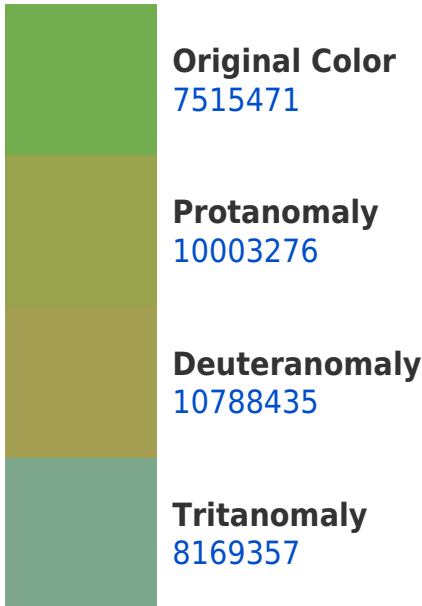 Original Color
7515471
Protanomaly
10003276
Deuteranomaly
10788435
Tritanomaly
8169357